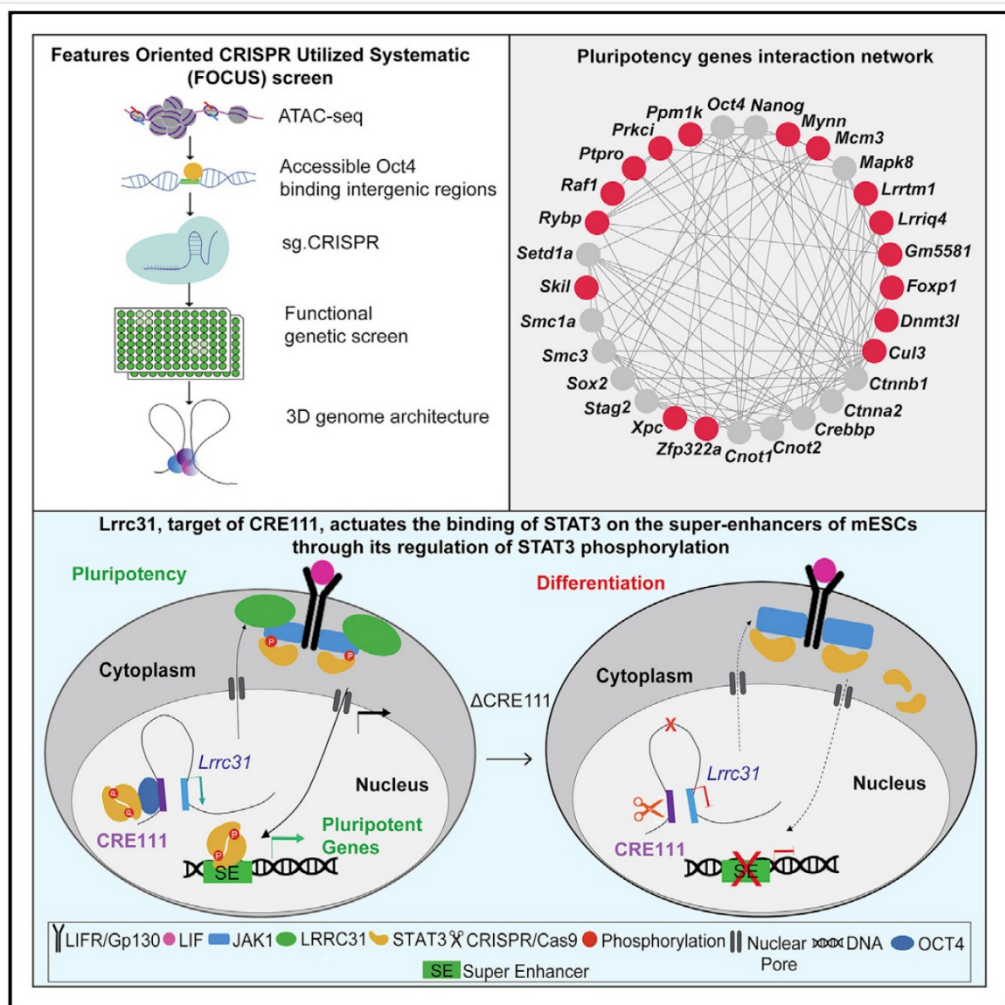 Features Oriented CRISPR Utilized Systematic
(FOCUS) screen
ATAC-seq
Accessible Oct4
binding intergenic regions
sg.CRISPR
Functional
genetic screen
3D genome architecture
Pluripotency genes interaction network
Oct4
Nanog
Mynn
Mcm3
Mapk8
Lrrtm1
Lrriq4
Gm5581
Foxp1
Dnmt3l
Cul3
Ctnnb1
Ctnna2
Crebbp
Cnot2
Cnot1
Zfp322a
Xpc
Stag2
Sox2
Smc3
Smc1a
Skil
Setd1a
Rybp
Raf1
Ptpro
Prkci
Ppm1k
Lrrc31, target of CRE111, actuates the binding of STAT3 on the super-enhancers of mESCs
through its regulation of STAT3 phosphorylation
Pluripotency
P
P
Cytoplasm
Lrrc31
Nucleus
P
P
CRE111
P
P
Pluripotent
Genes
SE
ΔCRE111
Differentiation
Cytoplasm
X
Lrrc31
Nucleus
CRE111
SE
LIFR/Gp130 LIF JAK1 LRRC31 STAT3 CRISPR/Cas9 Phosphorylation Nuclear DNA OCT4
Pore
SE Super Enhancer